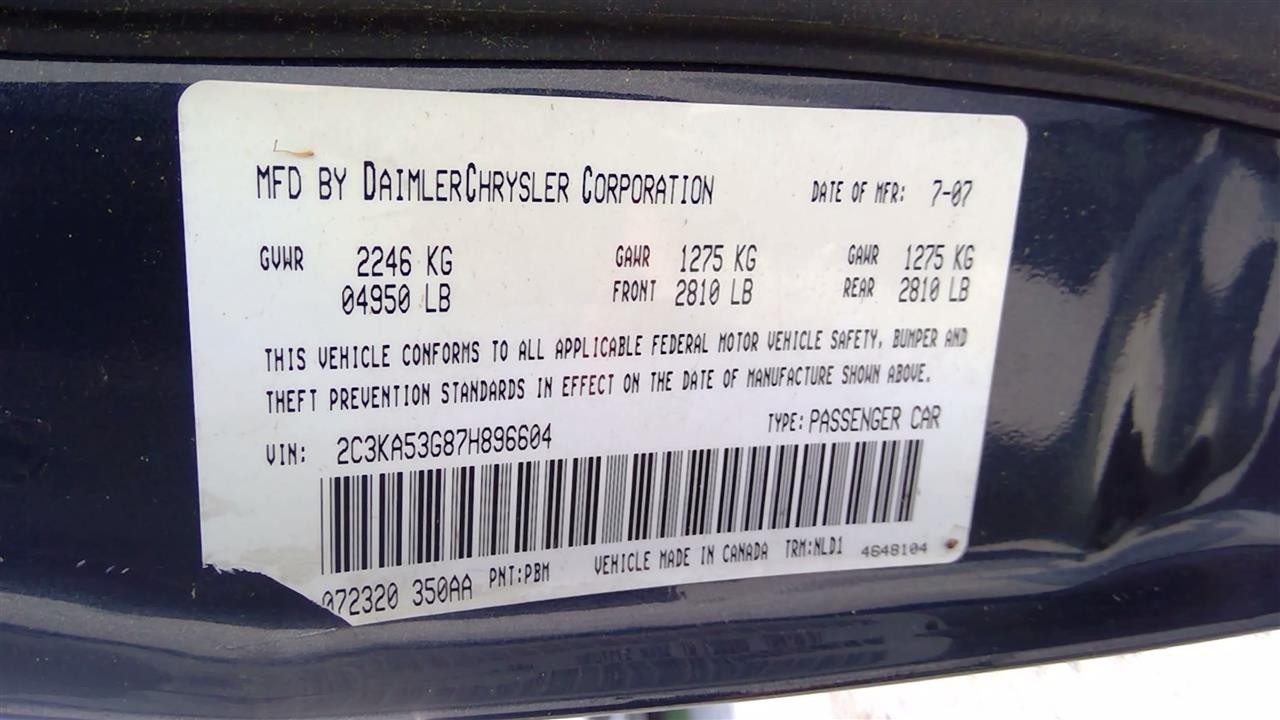 MFD BY DAIMLERCHRYSLER CORPORATION DATE OF MFR: 7-07
GVWR 2246 KG GAWR 1275 KG GAWR 1275 KG
04950 LB FRONT 2810 LB REAR 2810 LB
THIS VEHICLE CONFORMS TO ALL APPLICABLE FEDERAL MOTOR VEHICLE SAFETY, BUMPER AND
THEFT PREVENTION STANDARDS IN EFFECT ON THE DATE OF MANUFACTURE SHOWN ABOVE.
VIN: 2C3KA53G87H896604 TYPE: PASSENGER CAR
072320 350AA PNT:PBM VEHICLE MADE IN CANADA TRM:NLD1 4648104